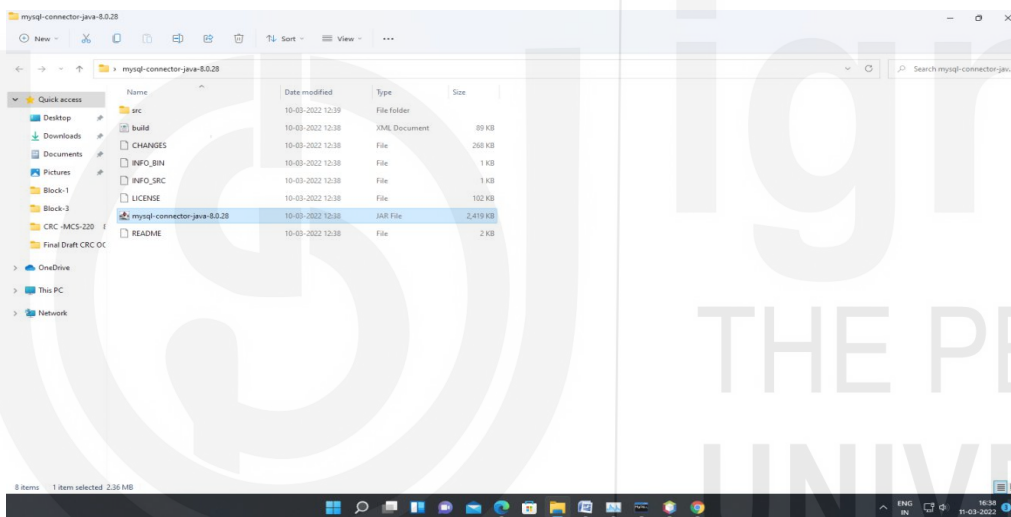 mysql-connector-java-8.0.28
New Sort View ...
mysql-connector-java-8.0.28 Search mysql-connector-jav...
Name Date modified Type Size
Quick access
src 10-03-2022 12:39 File folder
Desktop
build 10-03-2022 12:38 XML Document 89 KB
Downloads
CHANGES 10-03-2022 12:38 File 260 KB
Documents
INFO_BIN 10-03-2022 12:38 File 1 KB
Pictures
INFO_SRC 10-03-2022 12:38 File 1 KB
Block-1
LICENSE 10-03-2022 12:38 File 102 KB
Block-3
mysql-connector-java-8.0.28 10-03-2022 12:38 JAR File 2,419 KB
CRC -MCS-220
README 10-03-2022 12:38 File 2 KB
Final Draft CRC OC
OneDrive
This PC
Network
ign
THE PE
UNIVE
8 items 1 item selected 2.36 MB
ENG 16:38
IN 11-03-2022